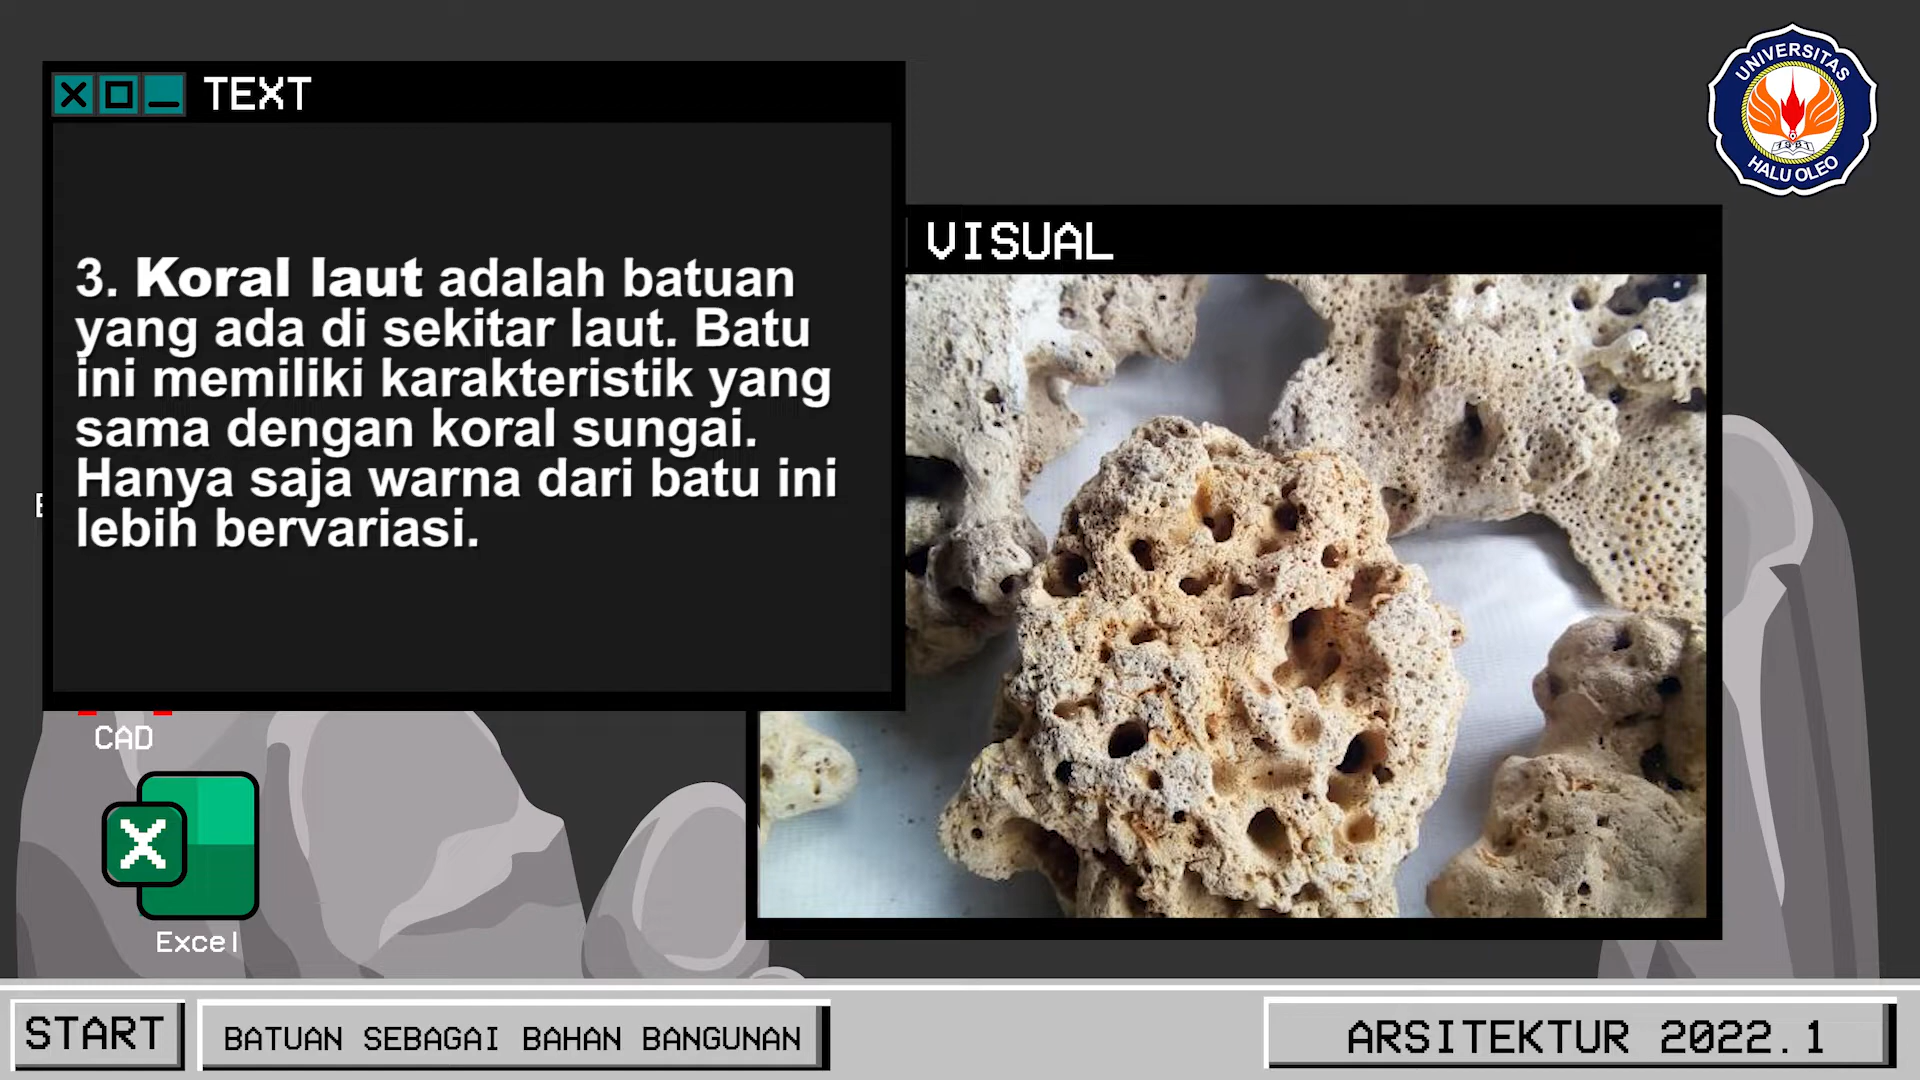 TEXT
UNIVERSITAS
1981
HALU OLEO
VISUAL
3. Koral laut adalah batuan
yang ada di sekitar laut. Batu
ini memiliki karakteristik yang
sama dengan koral sungai.
Hanya saja warna dari batu ini
lebih bervariasi.
CAD
Excel
START
BATUAN SEBAGAI BAHAN BANGUNAN
ARSITEKTUR 2022.1